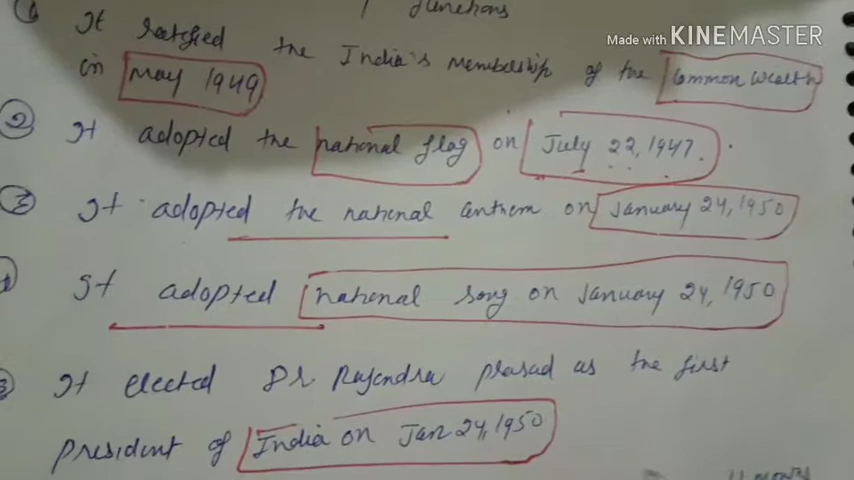 functions
Made with KINEMASTER
① It ratified the India's Membership of the Common Wealth
in May 1949
② It adopted the national flag on July 22, 1947.
③ It adopted the national anthem on January 24, 1950
It adopted national song on January 24, 1950
It elected Dr Rajendra prasad as the first
president of India on Jan 24, 1950